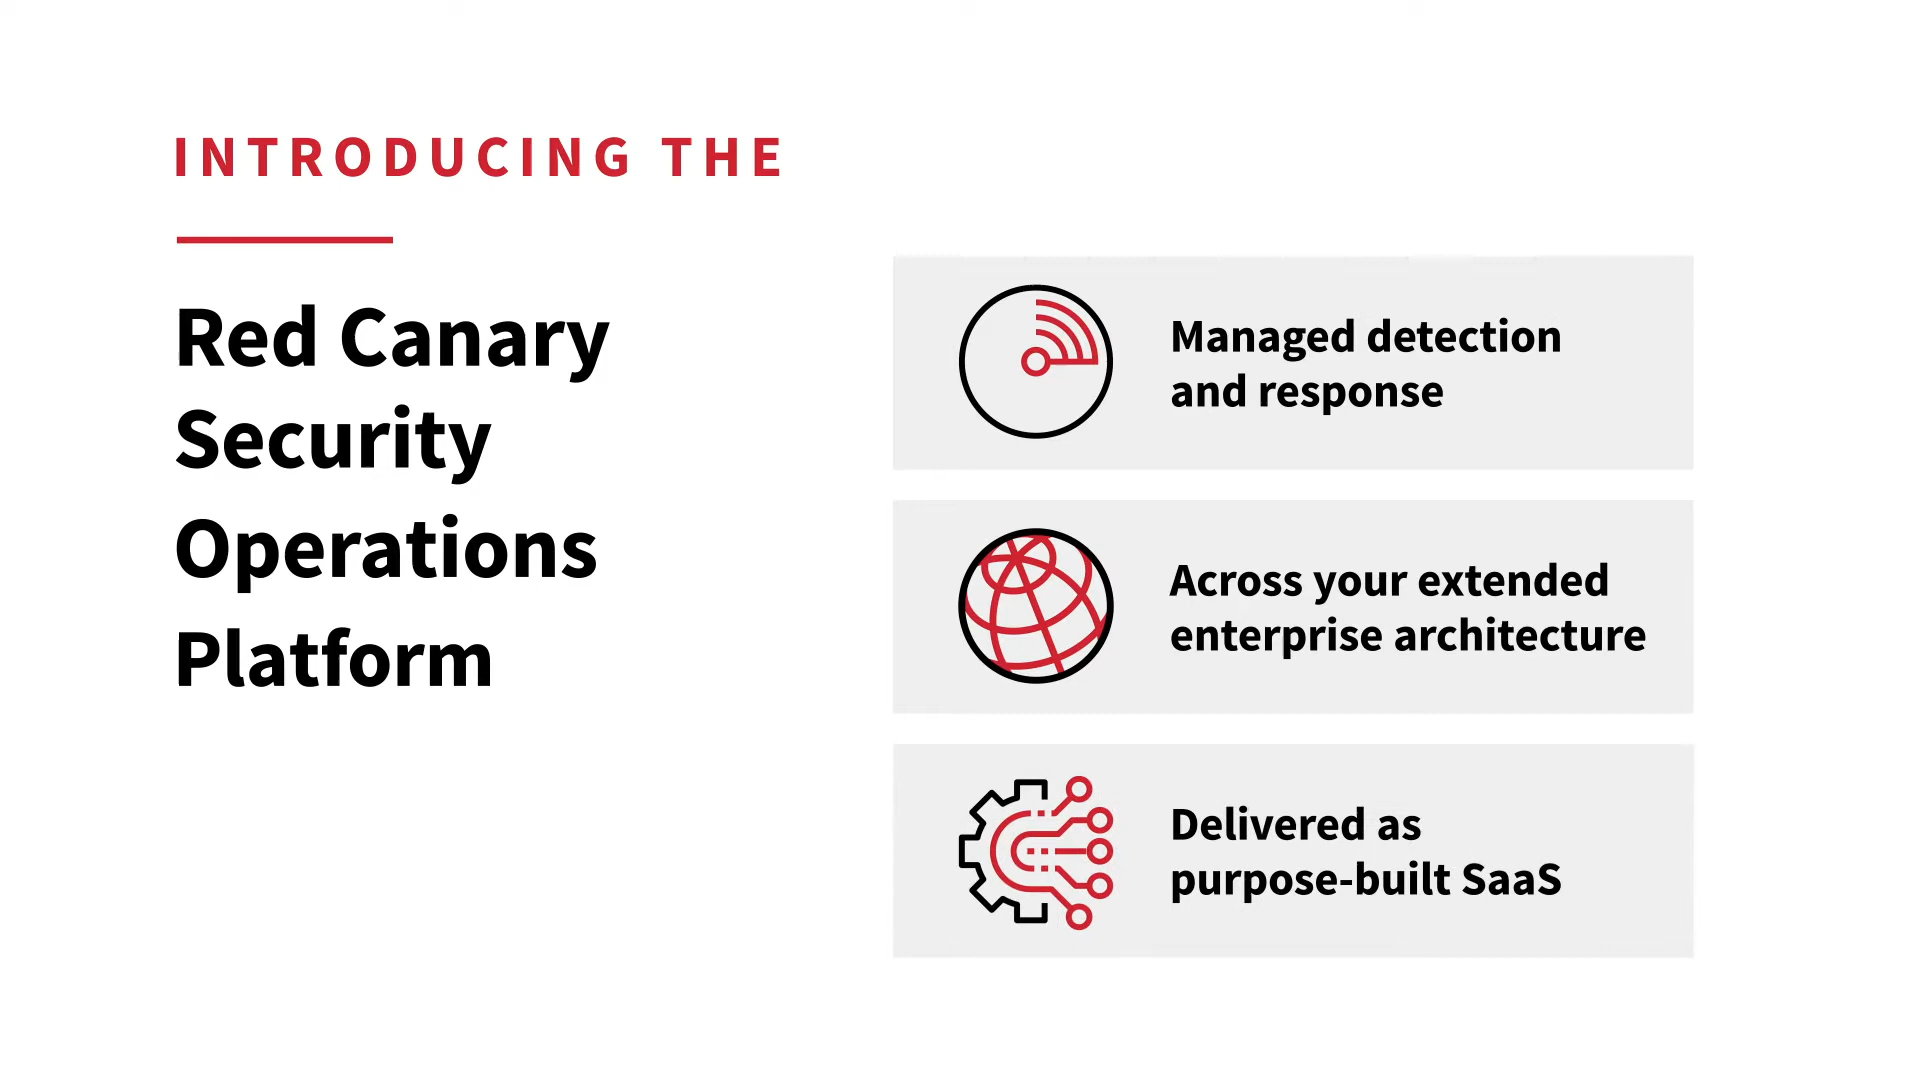 INTRODUCING THE
Red Canary
Security
Operations
Platform
Managed detection
and response
Across your extended
enterprise architecture
Delivered as
purpose-built SaaS